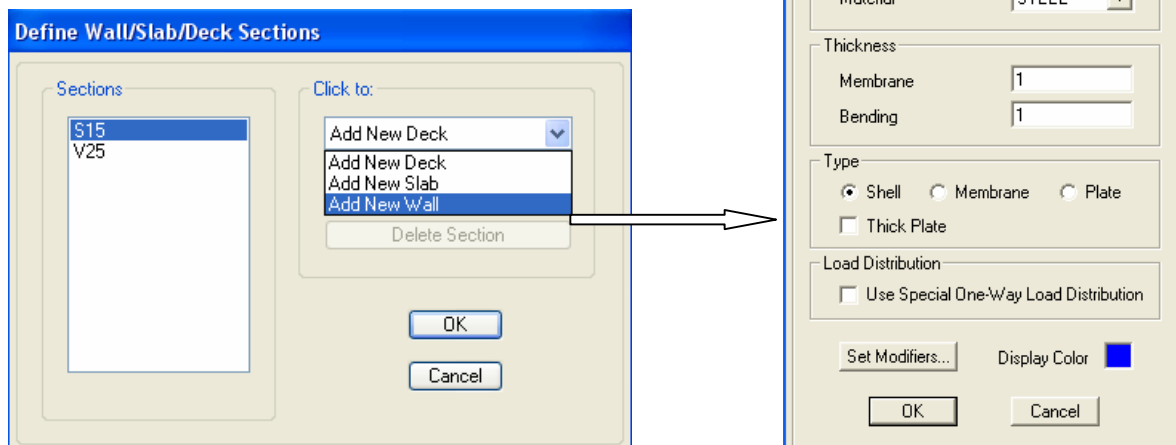 Define Wall/Slab/Deck Sections
Sections
S15
V25
Click to:
Add New Deck
Add New Deck
Add New Slab
Add New Wall
Delete Section
OK
Cancel
Material STEEL
Thickness
Membrane 1
Bending 1
Type
Shell Membrane Plate
Thick Plate
Load Distribution
Use Special One-Way Load Distribution
Set Modifiers... Display Color
OK Cancel